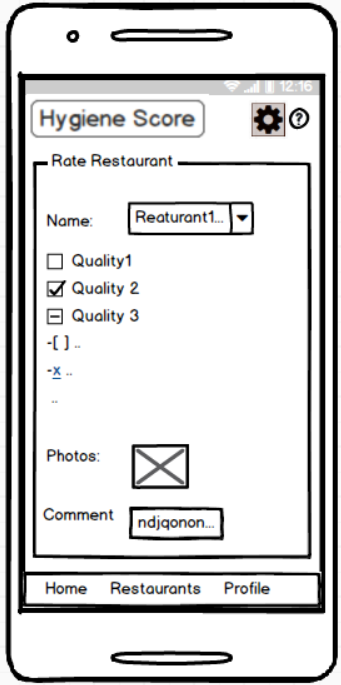 12:16
Hygiene Score ?
Rate Restaurant
Name: Reaturant1...
Quality1
Quality 2
Quality 3
-[ ] ..
-x ..
..
Photos:
Comment ndjqonon...
Home Restaurants Profile